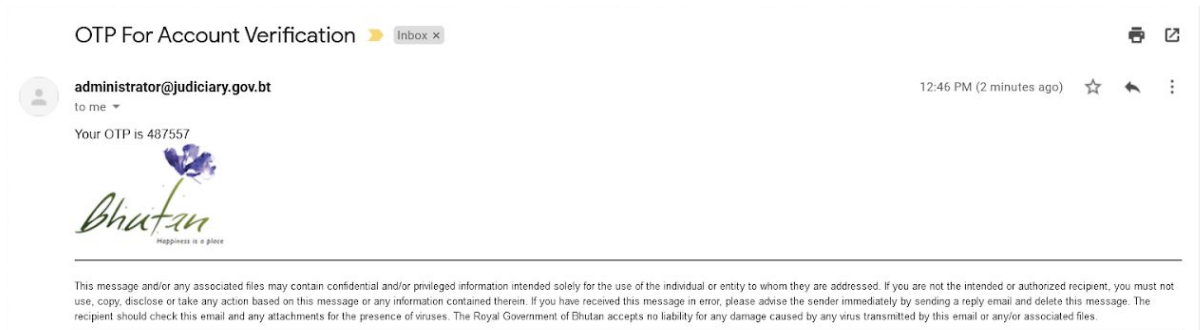 OTP For Account Verification
Inbox ×
administrator@judiciary.gov.bt
12:46 PM (2 minutes ago)
to me
Your OTP is 487557
Bhutan
Happiness is a place
This message and/or any associated files may contain confidential and/or privileged information intended solely for the use of the individual or entity to whom they are addressed. If you are not the intended or authorized recipient, you must not
use, copy, disclose or take any action based on this message or any information contained therein. If you have received this message in error, please advise the sender immediately by sending a reply email and delete this message. The
recipient should check this email and any attachments for the presence of viruses. The Royal Government of Bhutan accepts no liability for any damage caused by any virus transmitted by this email or any/or associated files.